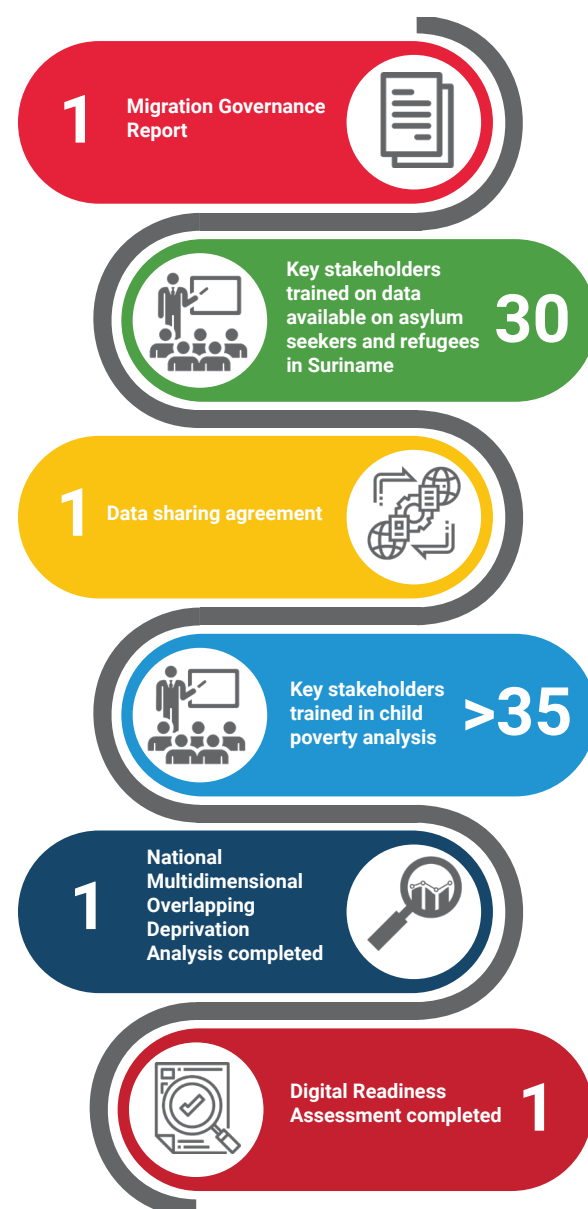 1
Migration Governance
Report
Key stakeholders
trained on data
available on asylum
seekers and refugees
in Suriname
30
1
Data sharing agreement
Key stakeholders
trained in child
poverty analysis
>35
1
National
Multidimensional
Overlapping
Deprivation
Analysis completed
Digital Readiness
Assessment completed
1